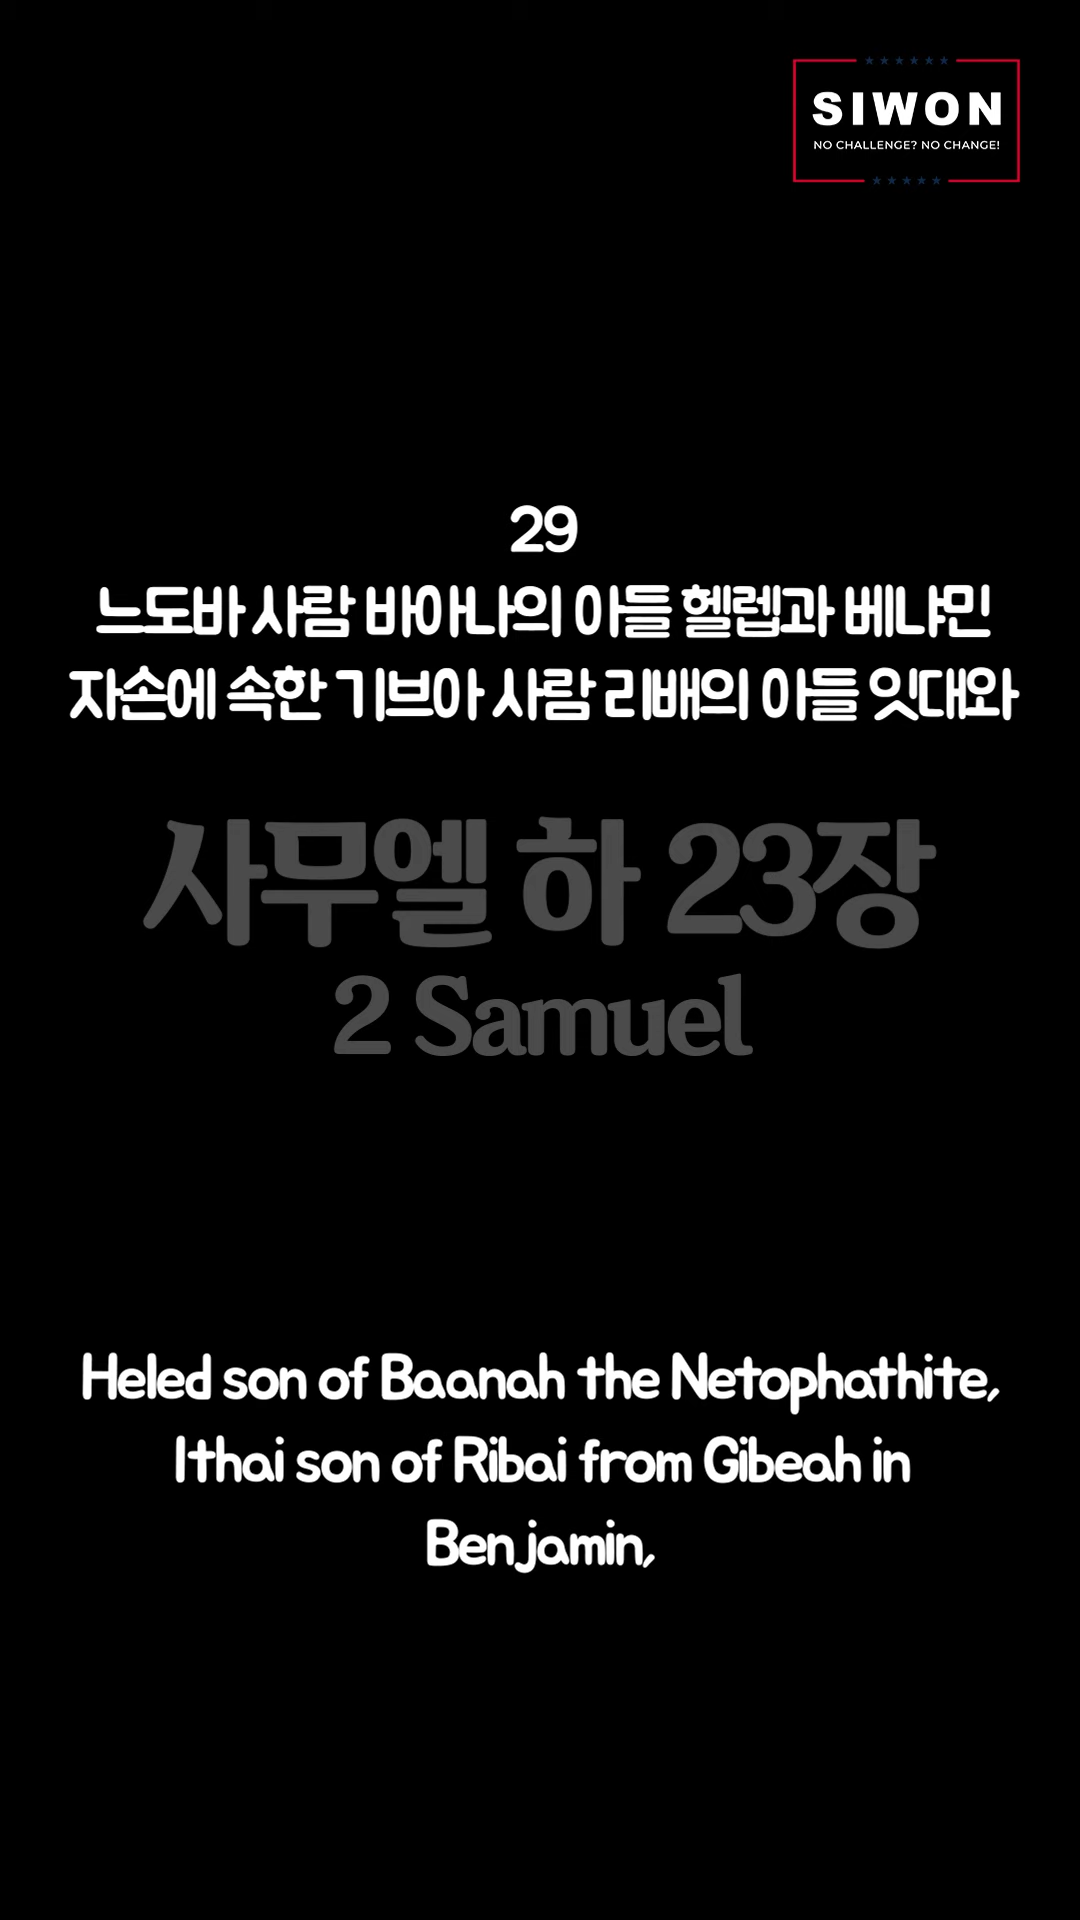 SIWON
NO CHALLENGE? NO CHANGE!
29
느도바 사람 바아나의 아들 헬렙과 베냐민
자손에 속한 기브아 사람 리배의 아들 잇대와
사무엘 하 23장
2 Samuel
Heled son of Baanah the Netophathite,
Ithai son of Ribai from Gibeah in
Benjamin,